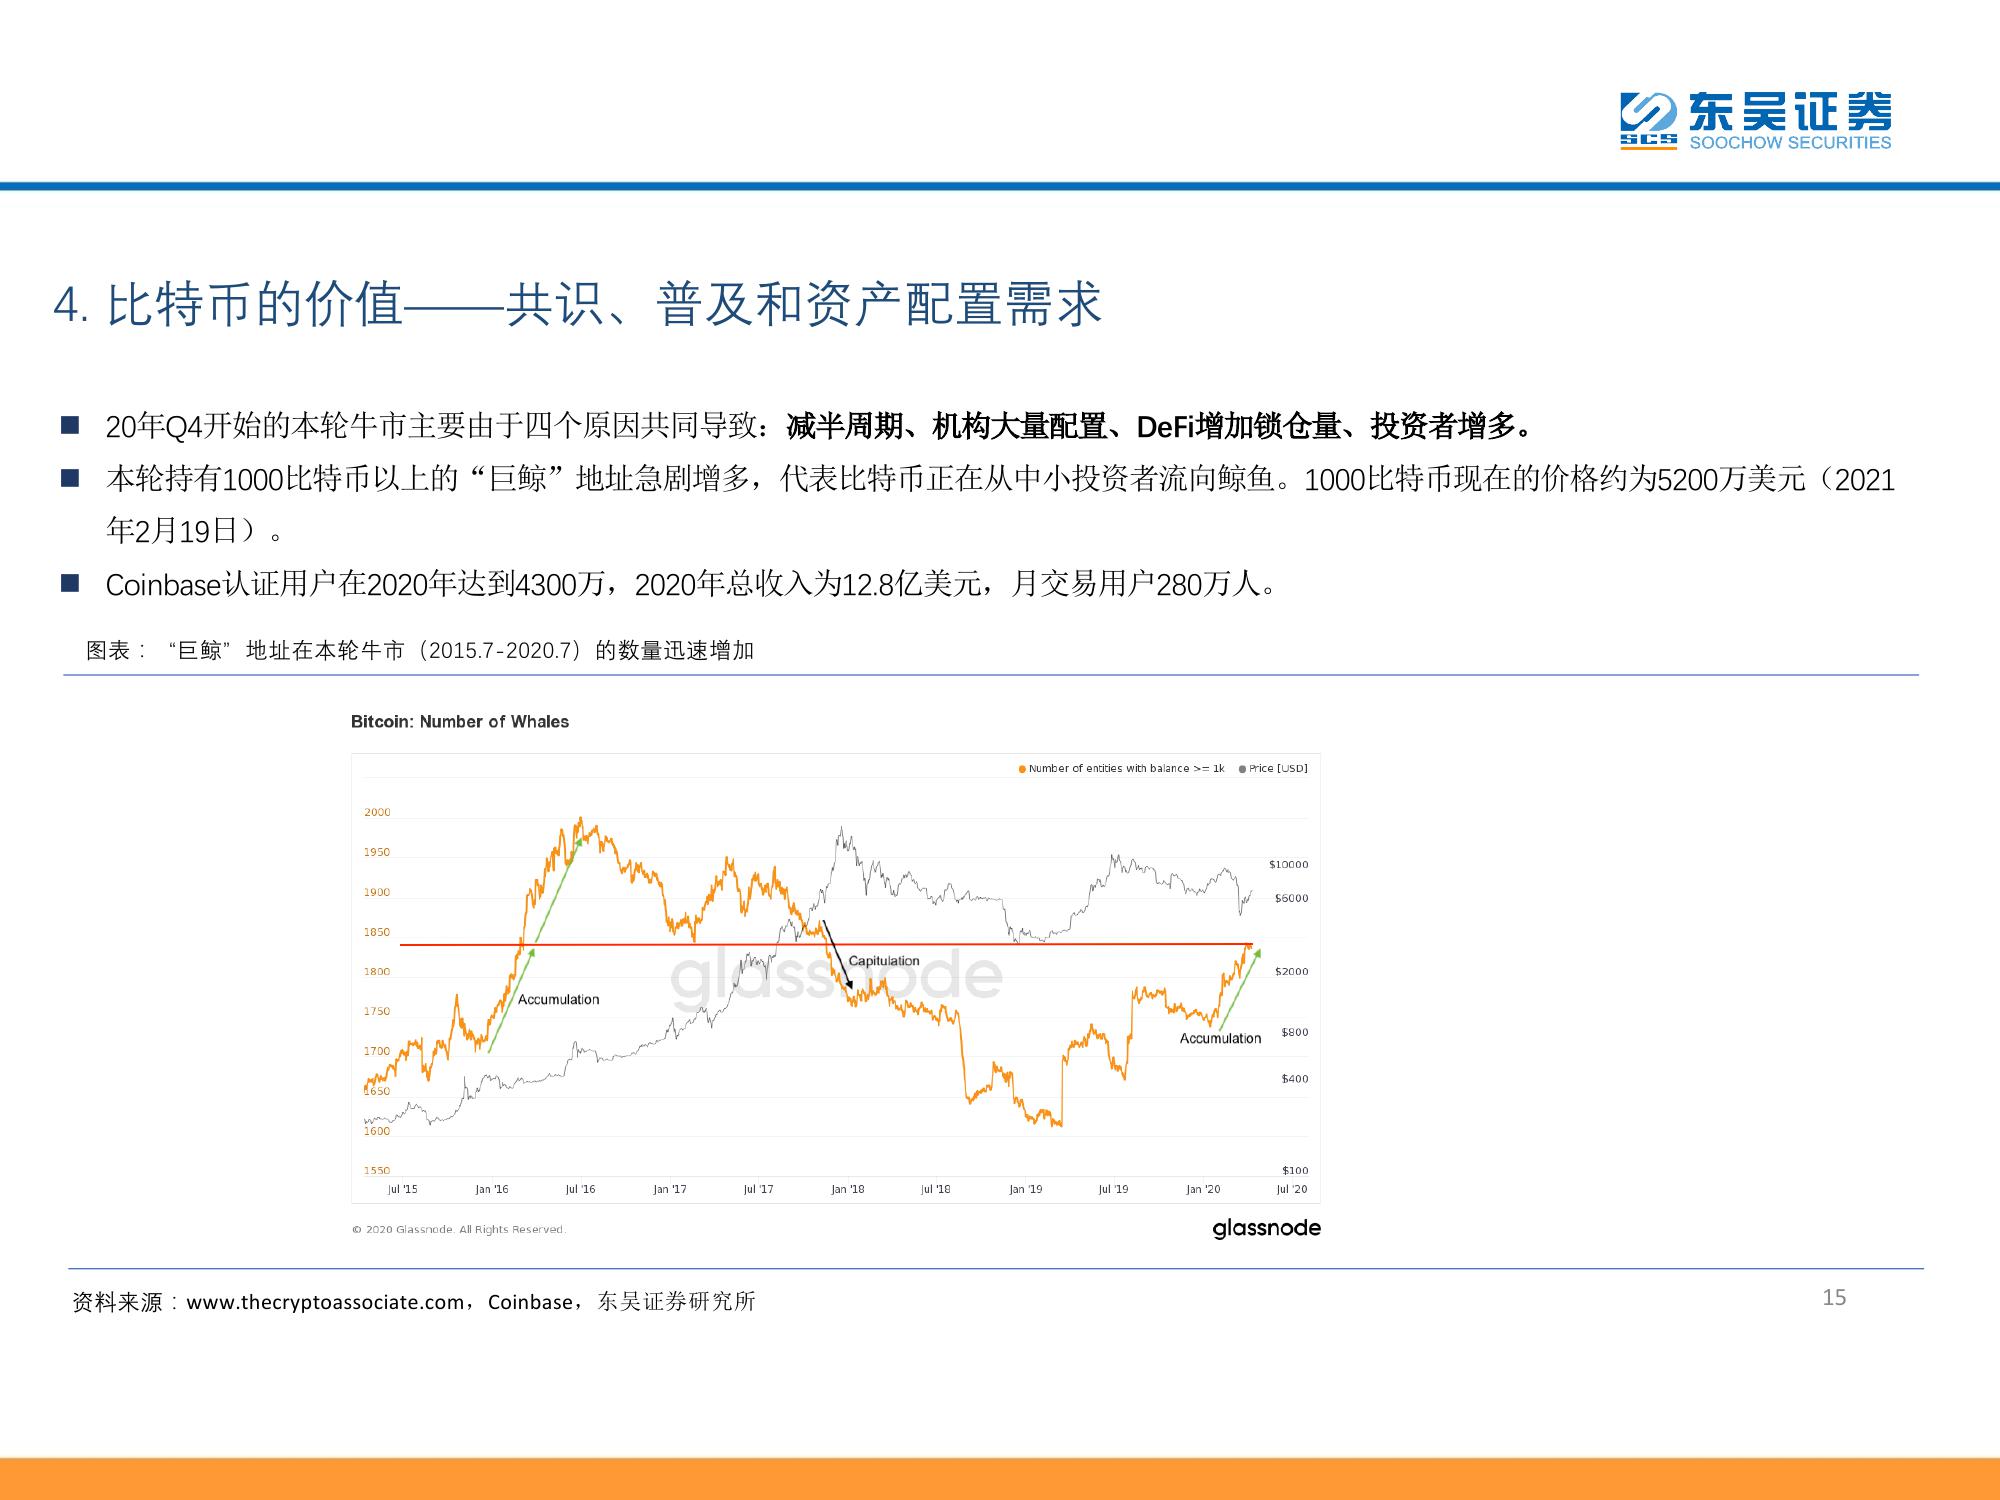 东吴证券
SCS
SOOCHOW SECURITIES
4. 比特币的价值——共识、普及和资产配置需求
20年Q4开始的本轮牛市主要由于四个原因共同导致：减半周期、机构大量配置、DeFi增加锁仓量、投资者增多。
本轮持有1000比特币以上的“巨鲸”地址急剧增多，代表比特币正在从中小投资者流向鲸鱼。1000比特币现在的价格约为5200万美元（2021
年2月19日）。
Coinbase认证用户在2020年达到4300万，2020年总收入为12.8亿美元，月交易用户280万人。
图表： “巨鲸”地址在本轮牛市（2015.7-2020.7）的数量迅速增加
Bitcoin: Number of Whales
Number of entities with balance >= 1k Price [USD]
2000
1950
$10000
1900
$6000
1850
glassnode
Capitulation
1800
$2000
Accumulation
1750
Accumulation
$800
1700
$400
1650
1600
1550
$100
Jul '15 Jan '16 Jul '16 Jan '17 Jul '17 Jan '18 Jul '18 Jan '19 Jul '19 Jan '20 Jul '20
© 2020 Glassnode. All Rights Reserved.
glassnode
资料来源：www.thecryptoassociate.com，Coinbase，东吴证券研究所
15